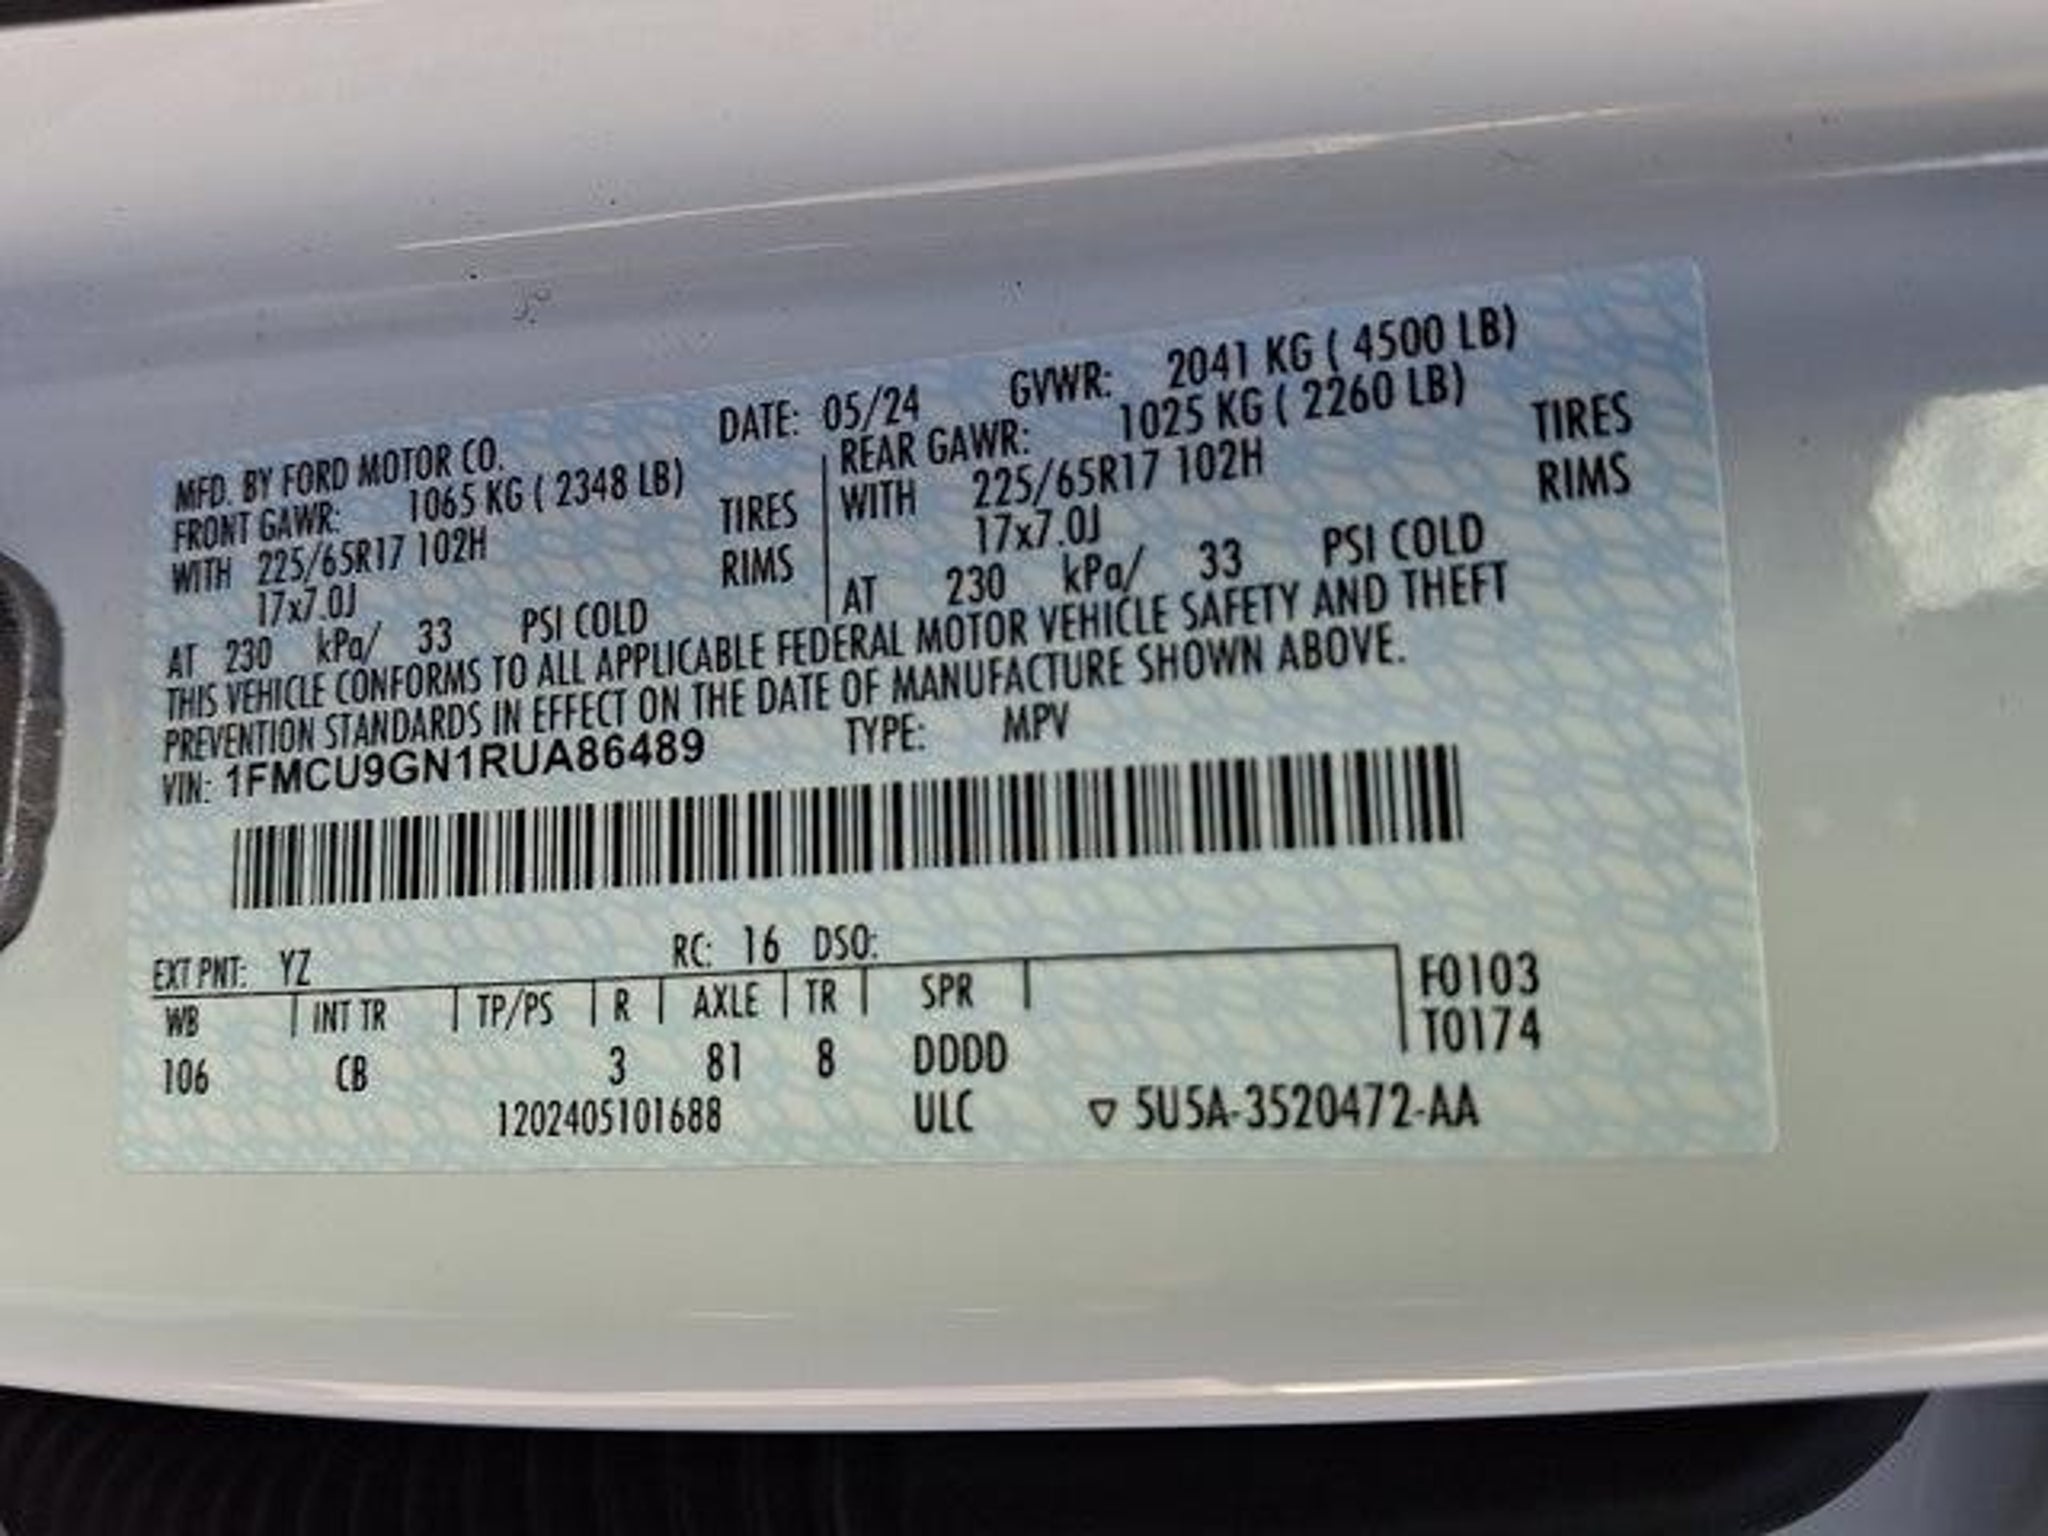 MFD. BY FORD MOTOR CO. DATE: 05/24 GVWR: 2041 KG ( 4500 LB)
FRONT GAWR: 1065 KG ( 2348 LB) REAR GAWR: 1025 KG ( 2260 LB)
WITH 225/65R17 102H TIRES WITH 225/65R17 102H TIRES
17x7.0J RIMS 17x7.0J RIMS
AT 230 kPa/ 33 PSI COLD AT 230 kPa/ 33 PSI COLD
THIS VEHICLE CONFORMS TO ALL APPLICABLE FEDERAL MOTOR VEHICLE SAFETY AND THEFT
PREVENTION STANDARDS IN EFFECT ON THE DATE OF MANUFACTURE SHOWN ABOVE.
VIN: 1FMCU9GN1RUA86489 TYPE: MPV
EXT PNT: YZ RC: 16 DSO: F0103
WB INT TR TP/PS R AXLE TR SPR T0174
106 CB 3 81 8 DDDD
1202405101688 ULC ▽ 5U5A-3520472-AA